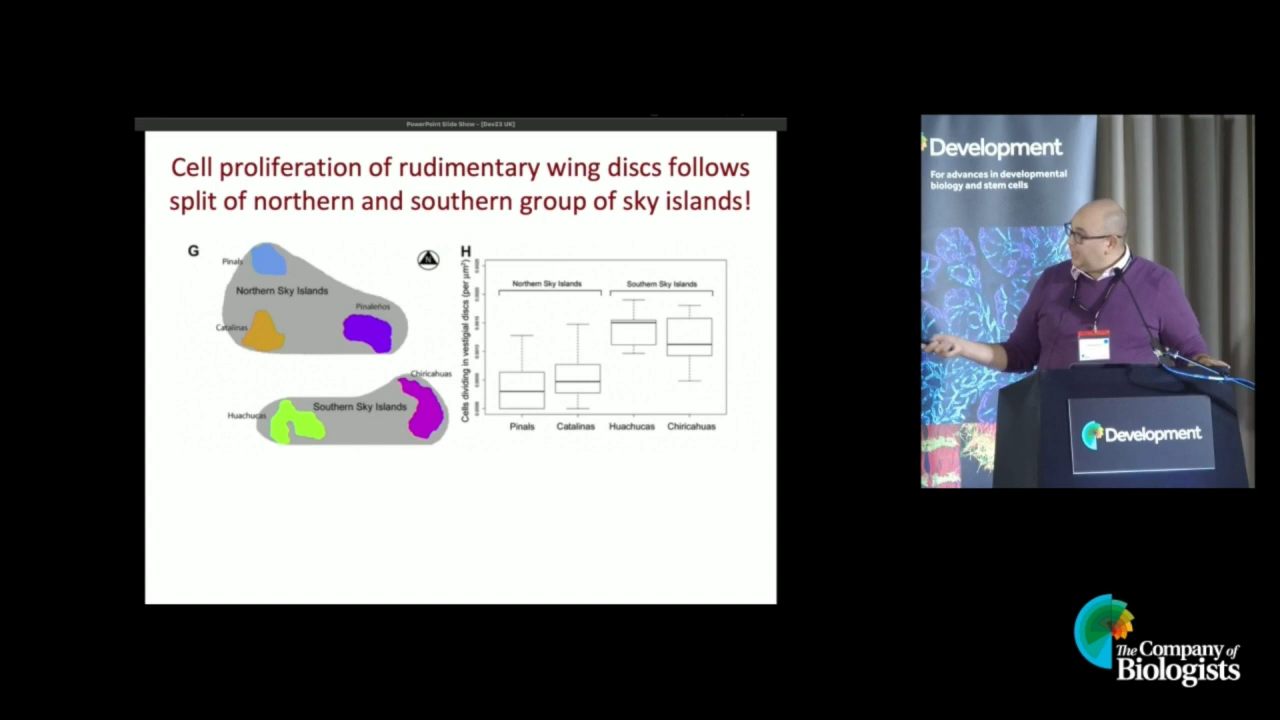 PowerPoint Slide Show - [Dev23 UK]
Cell proliferation of rudimentary wing discs follows
split of northern and southern group of sky islands!
G
Pinals
Northern Sky Islands
Pinaleños
Catalinas
N
Chiricahuas
Southern Sky Islands
Huachucas
H
Cells dividing in vestigial discs (per µm²)
Northern Sky Islands
Southern Sky Islands
Pinals
Catalinas
Huachucas
Chiricahuas
Development
For advances in developmental
biology and stem cells
Development
The Company of
Biologists